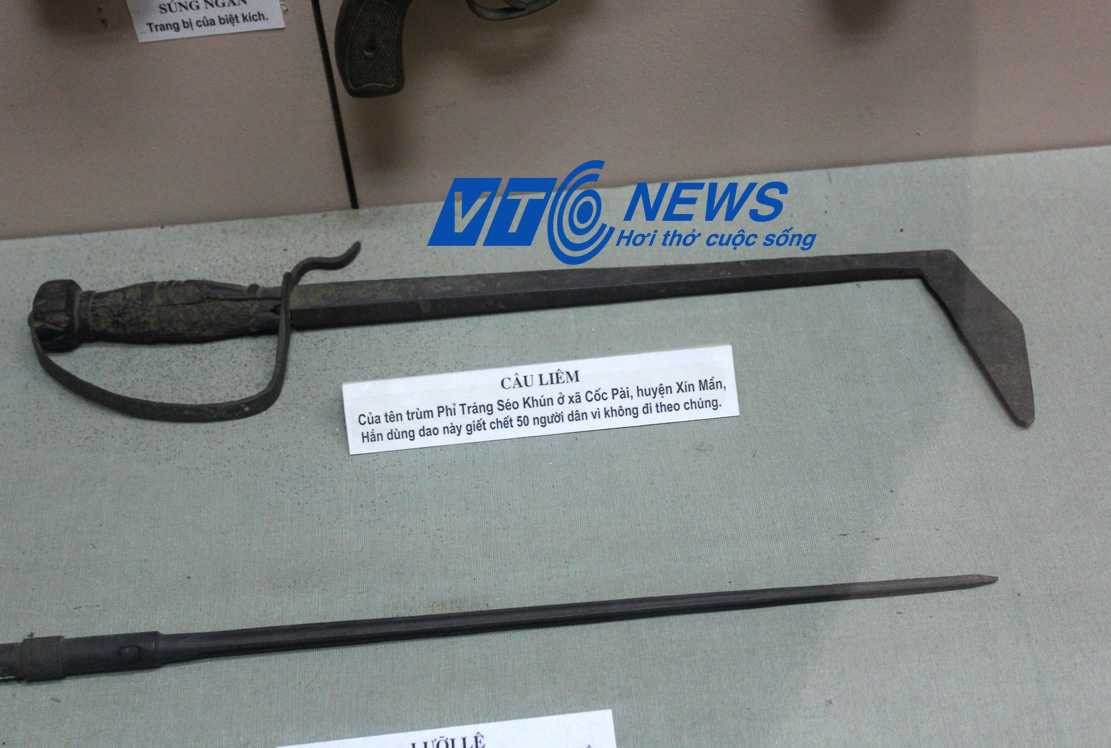 SÚNG NGẮN
Trang bị của biệt kích.
VTC NEWS
Hơi thở cuộc sống
CÂU LIÊM
Của tên trùm Phỉ Tráng Séo Khún ở xã Cốc Pài, huyện Xín Mần,
Hắn dùng dao này giết chết 50 người dân vì không đi theo chúng.
LƯỠI LÊ